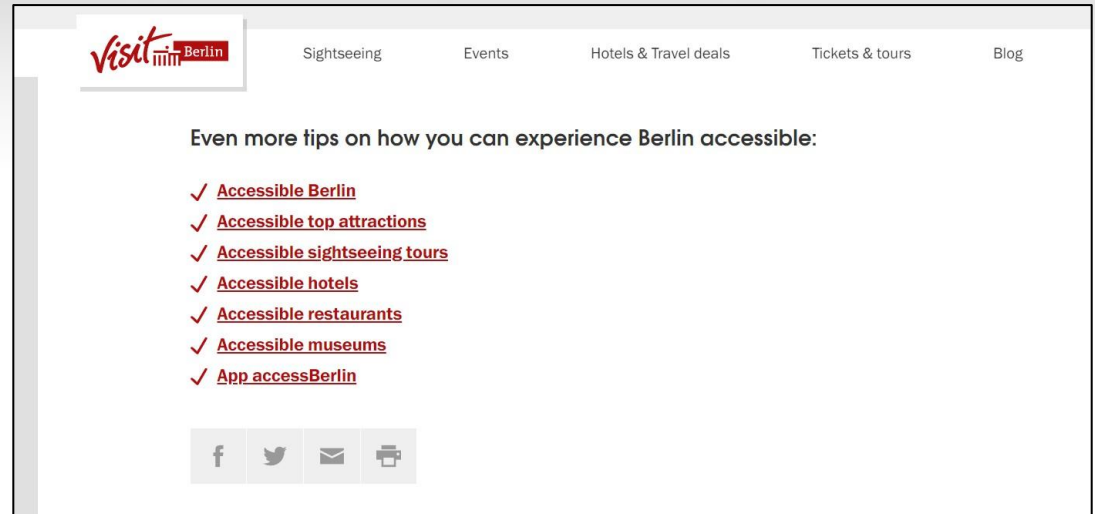 Visit Berlin
Sightseeing Events Hotels & Travel deals Tickets & tours Blog
Even more tips on how you can experience Berlin accessible:
Accessible Berlin
Accessible top attractions
Accessible sightseeing tours
Accessible hotels
Accessible restaurants
Accessible museums
App accessBerlin